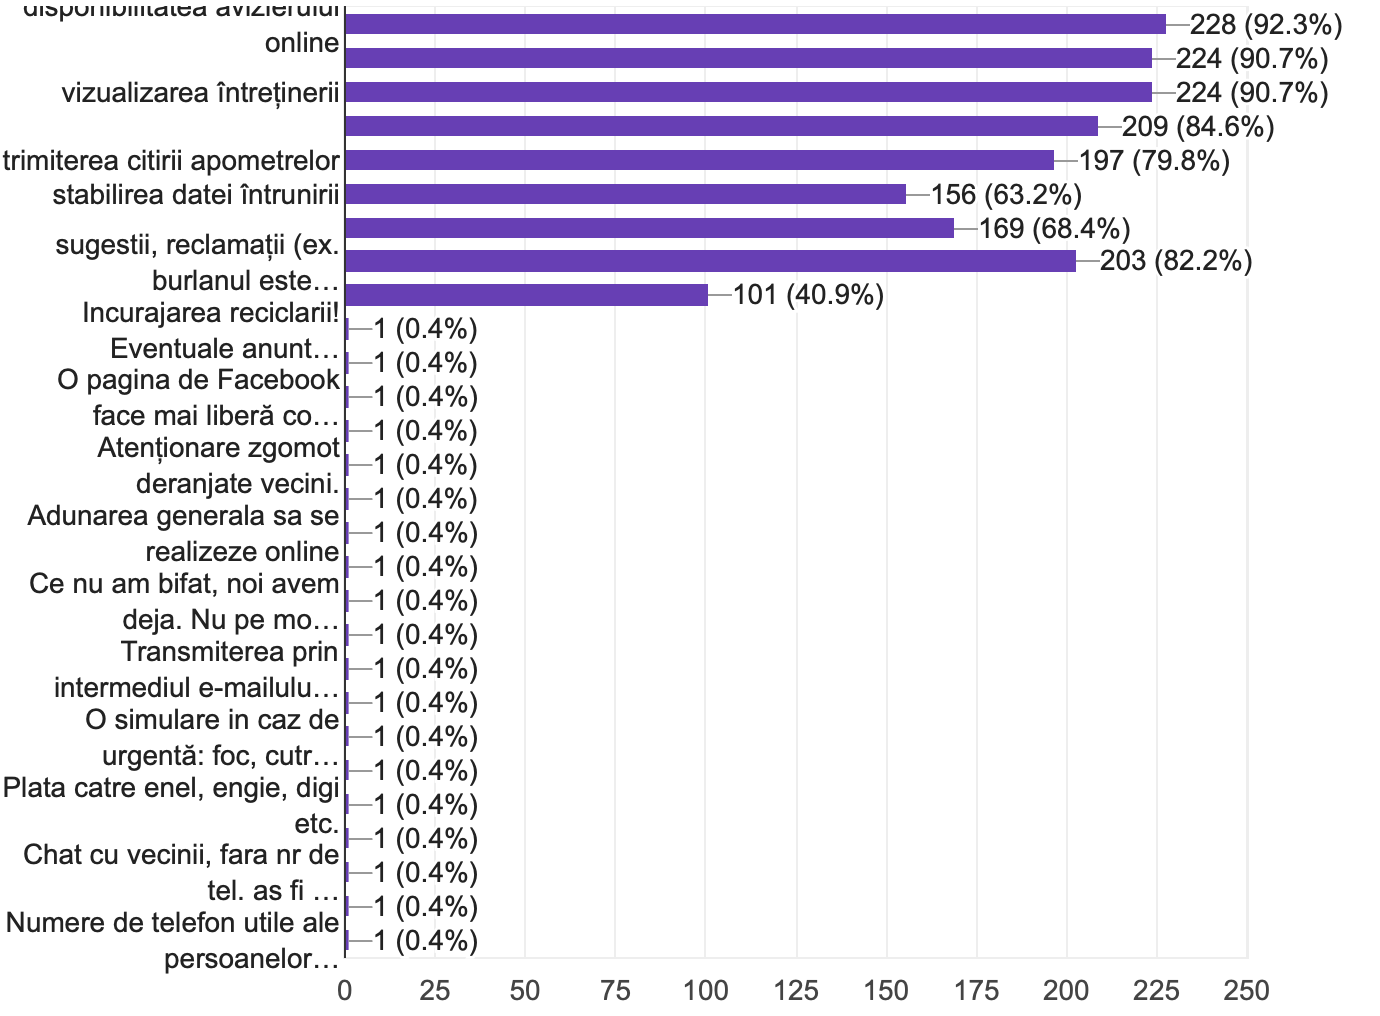 disponibilitatea avizierului
online
228 (92.3%)
224 (90.7%)
vizualizarea întreținerii
224 (90.7%)
209 (84.6%)
trimiterea citirii apometrelor
197 (79.8%)
stabilirea datei întrunirii
156 (63.2%)
169 (68.4%)
sugestii, reclamații (ex.
burlanul este…
203 (82.2%)
101 (40.9%)
Incurajarea reciclarii!
Eventuale anunt…
1 (0.4%)
1 (0.4%)
O pagina de Facebook
face mai liberă co…
1 (0.4%)
1 (0.4%)
Atenționare zgomot
deranjate vecini.
1 (0.4%)
1 (0.4%)
Adunarea generala sa se
realizeze online
1 (0.4%)
1 (0.4%)
Ce nu am bifat, noi avem
deja. Nu pe mo…
1 (0.4%)
1 (0.4%)
Transmiterea prin
intermediul e-mailulu…
1 (0.4%)
1 (0.4%)
O simulare in caz de
urgentă: foc, cutr…
1 (0.4%)
1 (0.4%)
Plata catre enel, engie, digi
etc.
1 (0.4%)
1 (0.4%)
Chat cu vecinii, fara nr de
tel. as fi …
1 (0.4%)
1 (0.4%)
Numere de telefon utile ale
persoanelor…
1 (0.4%)
0 25 50 75 100 125 150 175 200 225 250